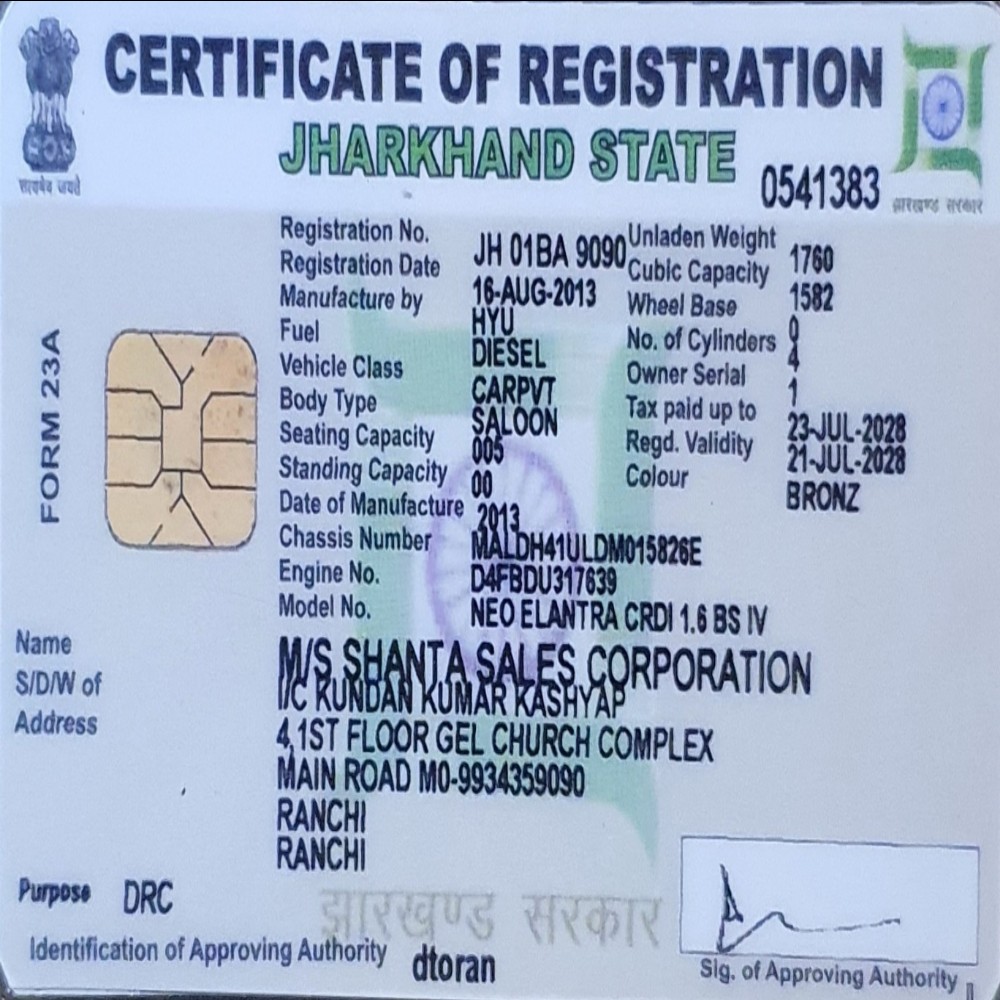 CERTIFICATE OF REGISTRATION
JHARKHAND STATE
0541383
सत्यमेव जयते
झारखण्ड सरकार
FORM 23A
Registration No. JH 01BA 9090
Registration Date 16-AUG-2013
Manufacture by HYU
Fuel DIESEL
Vehicle Class CARPVT
Body Type SALOON
Seating Capacity 005
Standing Capacity 00
Date of Manufacture 2013
Chassis Number MALDH41ULDM015826E
Engine No. D4FBDU317639
Model No. NEO ELANTRA CRDI 1.6 BS IV
Unladen Weight 1760
Cubic Capacity 1582
Wheel Base 0
No. of Cylinders 4
Owner Serial 1
Tax paid up to 23-JUL-2028
Regd. Validity 21-JUL-2028
Colour BRONZ
Name M/S SHANTA SALES CORPORATION
S/D/W of I/C KUNDAN KUMAR KASHYAP
Address 4,1ST FLOOR GEL CHURCH COMPLEX
MAIN ROAD M0-9934359090
RANCHI
RANCHI
Purpose DRC
झारखण्ड सरकार
Identification of Approving Authority dtoran
Sig. of Approving Authority